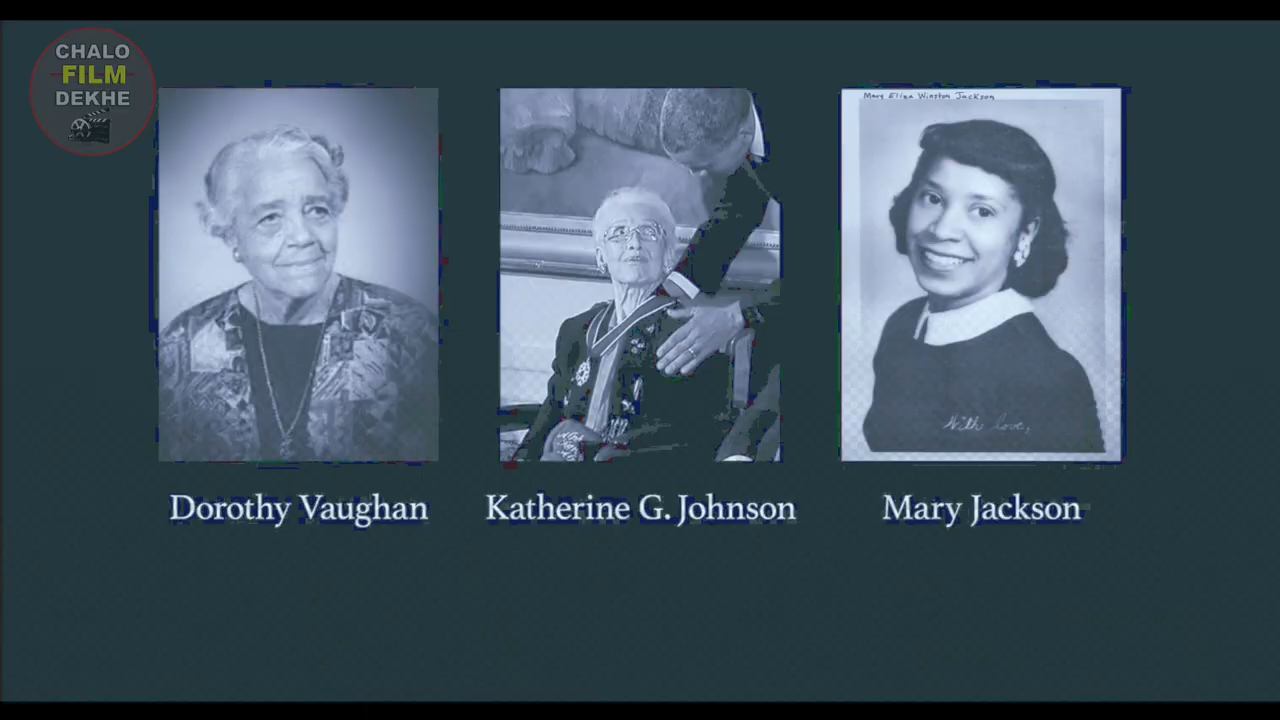 CHALO
FILM
DEKHE
Mary Eliza Winston Jackson
With love,
Dorothy Vaughan
Katherine G. Johnson
Mary Jackson